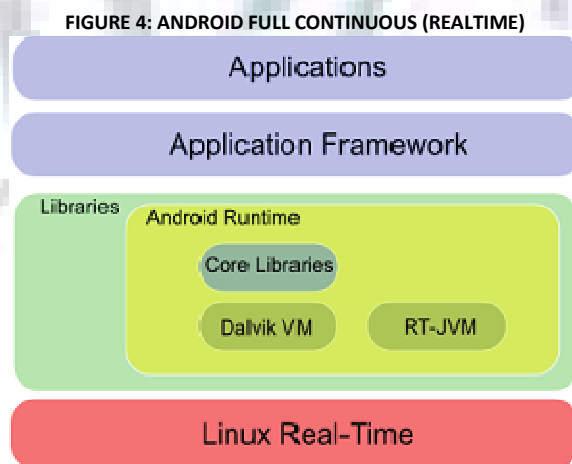 FIGURE 4: ANDROID FULL CONTINUOUS (REALTIME)
Applications
Application Framework
Libraries
Android Runtime
Core Libraries
Dallvik VM
RT-JVM
Linux Real-Time